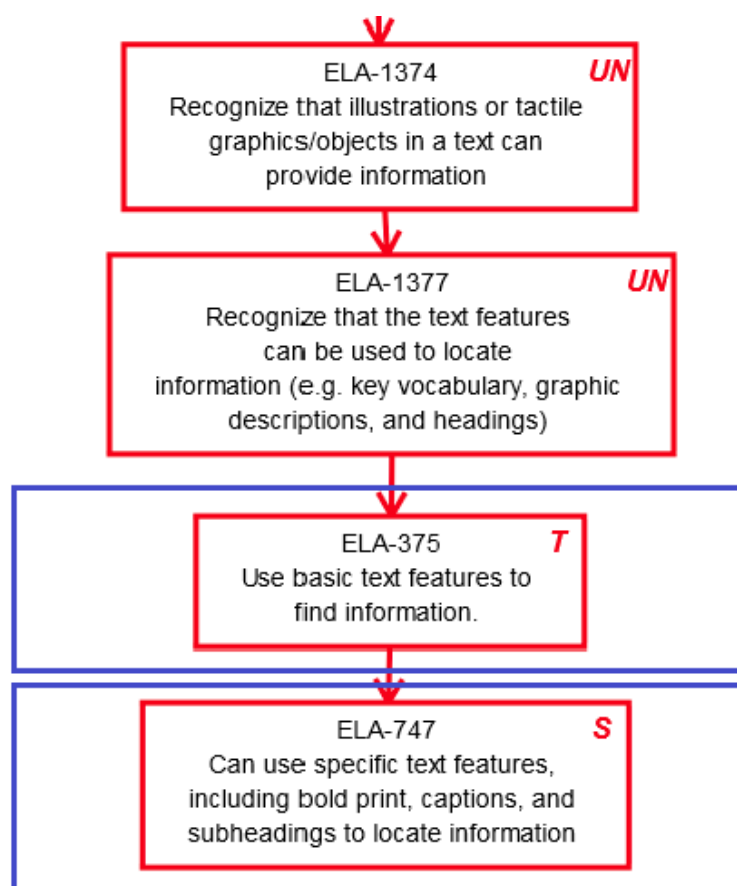 ELA-1374 UN
Recognize that illustrations or tactile
graphics/objects in a text can
provide information
ELA-1377 UN
Recognize that the text features
can be used to locate
information (e.g. key vocabulary, graphic
descriptions, and headings)
ELA-375 T
Use basic text features to
find information.
ELA-747 S
Can use specific text features,
including bold print, captions, and
subheadings to locate information